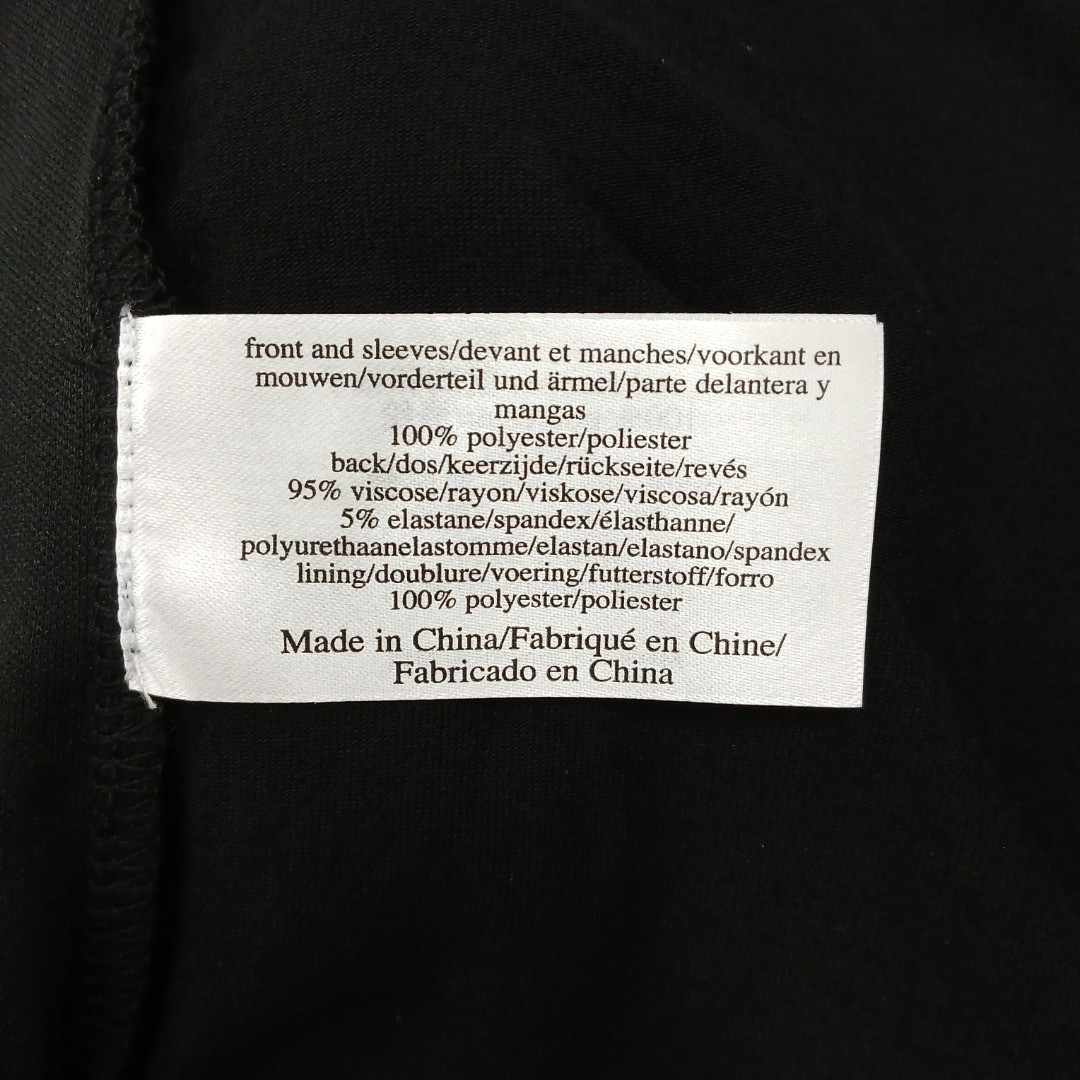 front and sleeves/devant et manches/voorkant en
mouwen/vorderteil und ärmel/parte delantera y
mangas
100% polyester/poliester
back/dos/keerzijde/rückseite/revés
95% viscose/rayon/viskose/viscosa/rayón
5% elastane/spandex/élasthanne/
polyurethaanelastomme/elastan/elastano/spandex
lining/doublure/voering/futterstoff/forro
100% polyester/poliester
Made in China/Fabriqué en Chine/
Fabricado en China